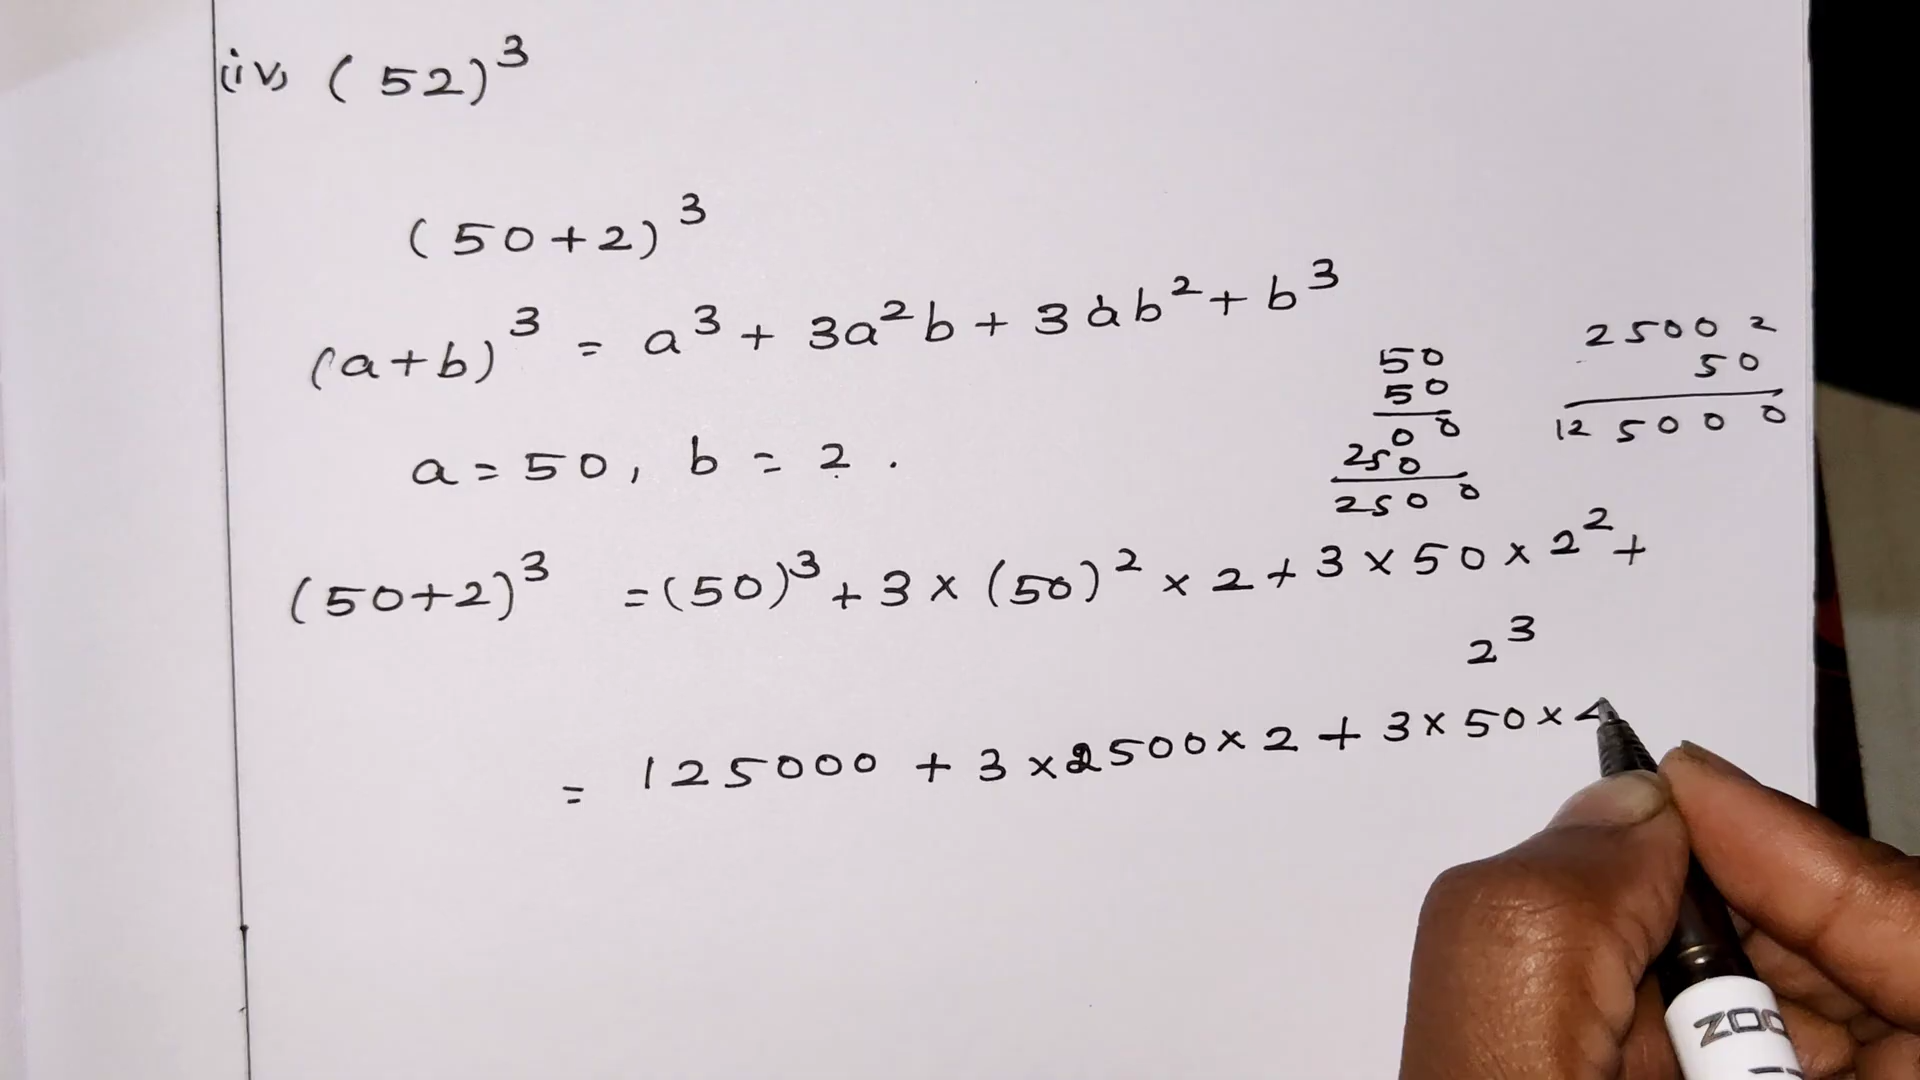 (iv) (52)³
(50+2)³
(a+b)³ = a³ + 3a²b + 3ab² + b³
50
50
00
250
2500
2500 2
50
125000
a = 50, b = 2.
(50+2)³ = (50)³ + 3 × (50)² × 2 + 3 × 50 × 2² +
2³
= 125000 + 3 × 2500 × 2 + 3 × 50 × 4